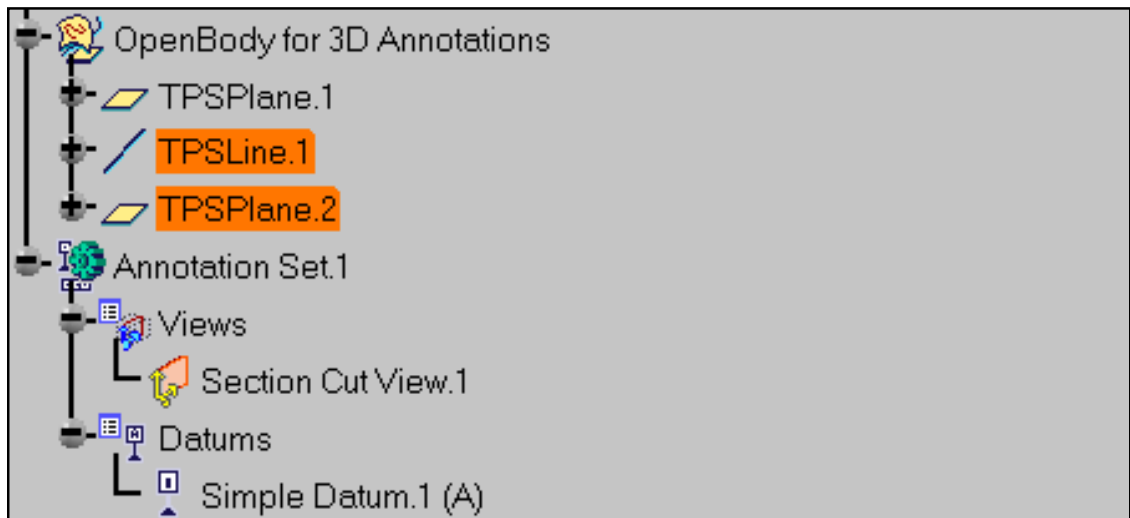 OpenBody for 3D Annotations
TPSPlane.1
TPSLine.1
TPSPlane.2
Annotation Set.1
Views
Section Cut View.1
Datums
Simple Datum.1 (A)